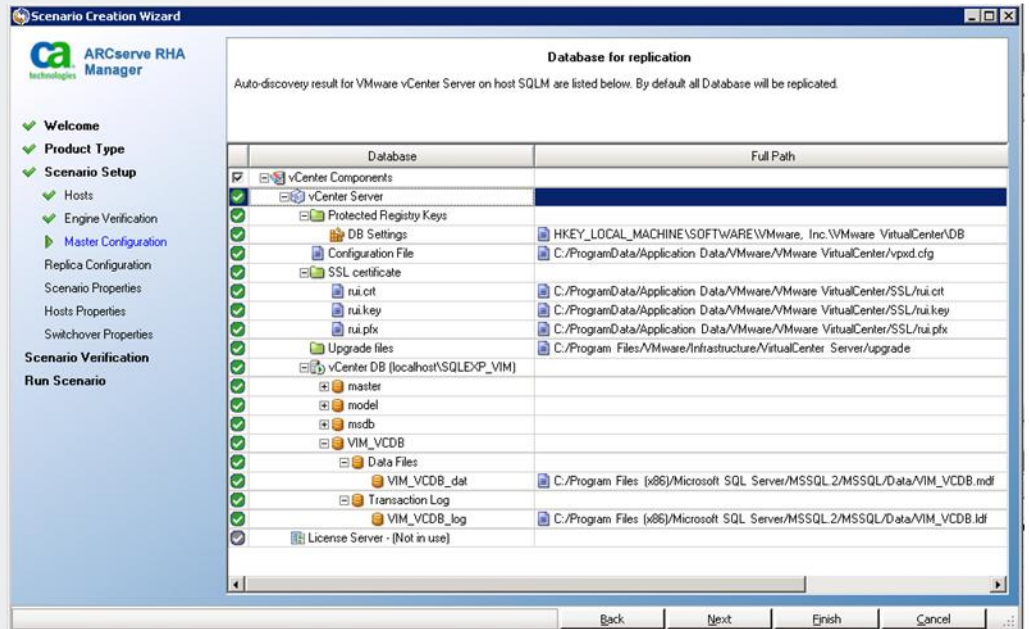 Scenario Creation Wizard
ca
technologies
ARCserve RHA
Manager
Welcome
Product Type
Scenario Setup
Hosts
Engine Verification
Master Configuration
Replica Configuration
Scenario Properties
Hosts Properties
Switchover Properties
Scenario Verification
Run Scenario
Database for replication
Auto-discovery result for VMware vCenter Server on host SQLM are listed below. By default all Database will be replicated.
Database Full Path
vCenter Components
vCenter Server
Protected Registry Keys
DB Settings HKEY_LOCAL_MACHINE\SOFTWARE\VMware, Inc.\VMware VirtualCenter\DB
Configuration File C:/ProgramData/Application Data/VMware/VMware VirtualCenter/vpxd.cfg
SSL certificate
rui.crt C:/ProgramData/Application Data/VMware/VMware VirtualCenter/SSL/rui.crt
rui.key C:/ProgramData/Application Data/VMware/VMware VirtualCenter/SSL/rui.key
rui.pfx C:/ProgramData/Application Data/VMware/VMware VirtualCenter/SSL/rui.pfx
Upgrade files C:/Program Files/VMware/Infrastructure/VirtualCenter Server/upgrade
vCenter DB (localhost\SQLEXP_VIM)
master
model
msdb
VIM_VCDB
Data Files
VIM_VCDB_dat C:/Program Files (x86)/Microsoft SQL Server/MSSQL.2/MSSQL/Data/VIM_VCDB.mdf
Transaction Log
VIM_VCDB_log C:/Program Files (x86)/Microsoft SQL Server/MSSQL.2/MSSQL/Data/VIM_VCDB.ldf
License Server - (Not in use)
Back Next Finish Cancel